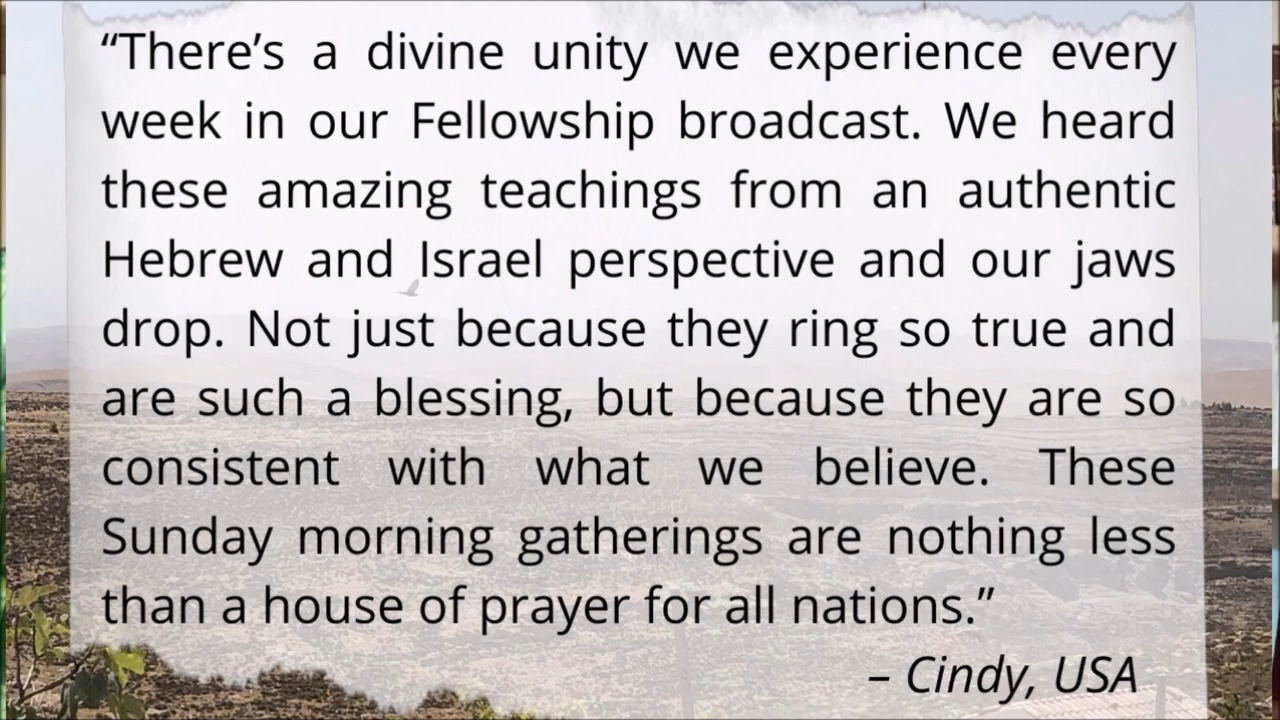 “There’s a divine unity we experience every
week in our Fellowship broadcast. We heard
these amazing teachings from an authentic
Hebrew and Israel perspective and our jaws
drop. Not just because they ring so true and
are such a blessing, but because they are so
consistent with what we believe. These
Sunday morning gatherings are nothing less
than a house of prayer for all nations.”
– Cindy, USA